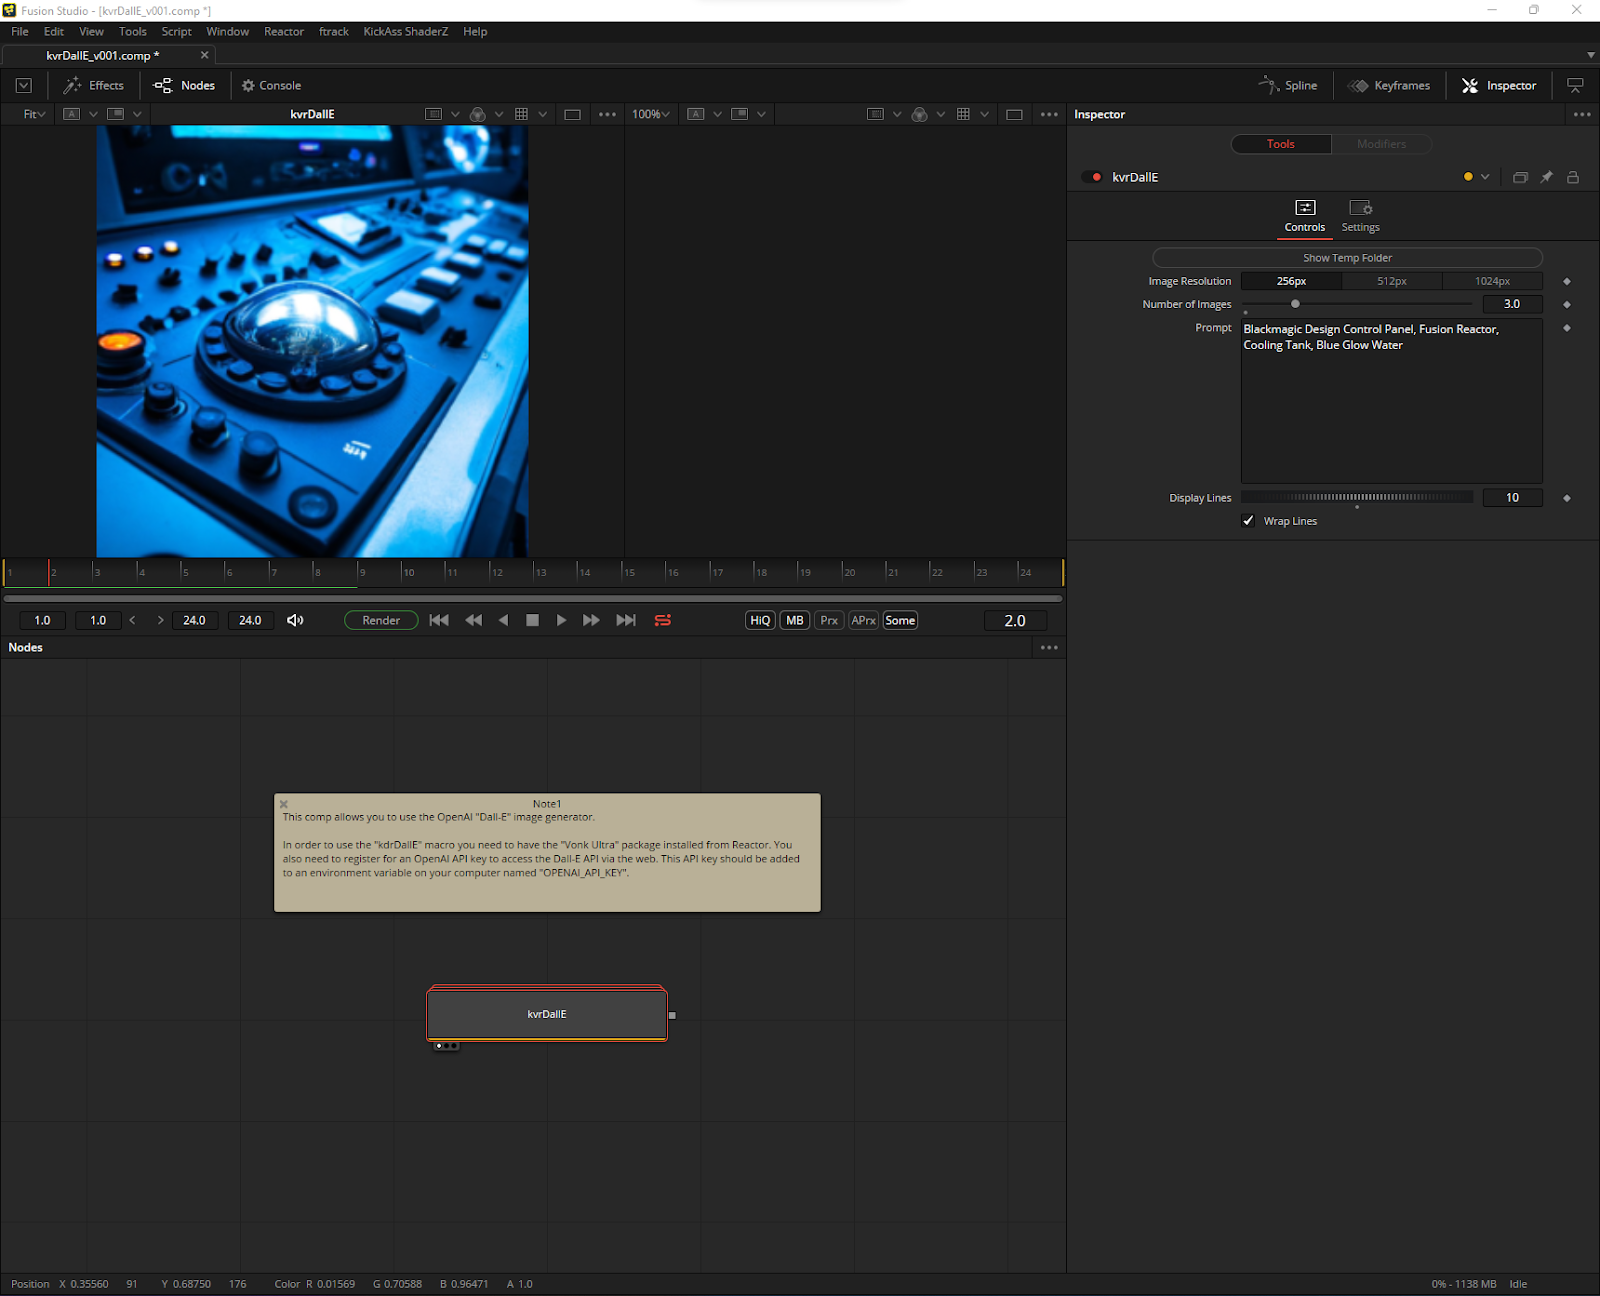 Fusion Studio - [kvrDallE_v001.comp *]
File Edit View Tools Script Window Reactor ftrack KickAss ShaderZ Help
kvrDallE_v001.comp *
Effects Nodes Console Spline Keyframes Inspector
Fit A kvrDallE 100% A Inspector
Tools Modifiers
kvrDallE
Controls Settings
Show Temp Folder
Image Resolution 256px 512px 1024px
Number of Images 3.0
Prompt Blackmagic Design Control Panel, Fusion Reactor,
Cooling Tank, Blue Glow Water
Display Lines 10
Wrap Lines
1 2 3 4 5 6 7 8 9 10 11 12 13 14 15 16 17 18 19 20 21 22 23 24
1.0 1.0 24.0 24.0 Render HiQ MB Prx APrx Some 2.0
Nodes
Note1
This comp allows you to use the OpenAI "Dall-E" image generator.
In order to use the "kdrDallE" macro you need to have the "Vonk Ultra" package installed from Reactor. You
also need to register for an OpenAI API key to access the Dall-E API via the web. This API key should be added
to an environment variable on your computer named "OPENAI_API_KEY".
kvrDallE
Position X 0.35560 91 Y 0.68750 176 Color R 0.01569 G 0.70588 B 0.96471 A 1.0 0% - 1138 MB Idle